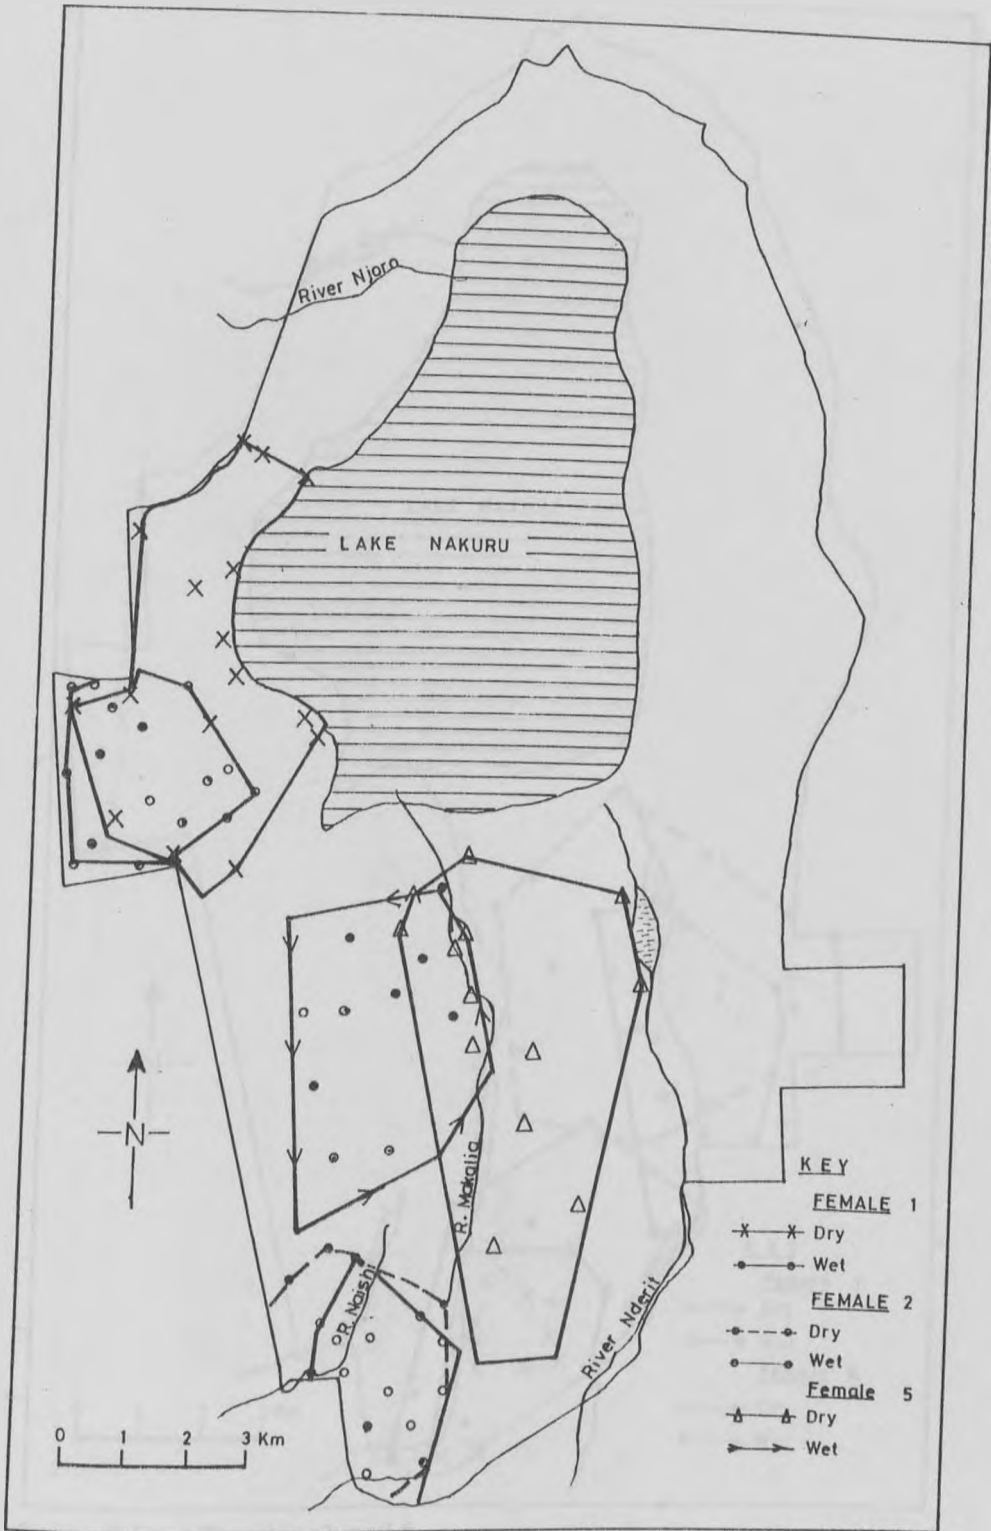 River Njoro
LAKE NAKURU
N
R. Makalia
R. Naishi
River Nderit
KEY
FEMALE 1
X X Dry
Wet
FEMALE 2
Dry
Wet
Female 5
Dry
Wet
0 1 2 3 Km